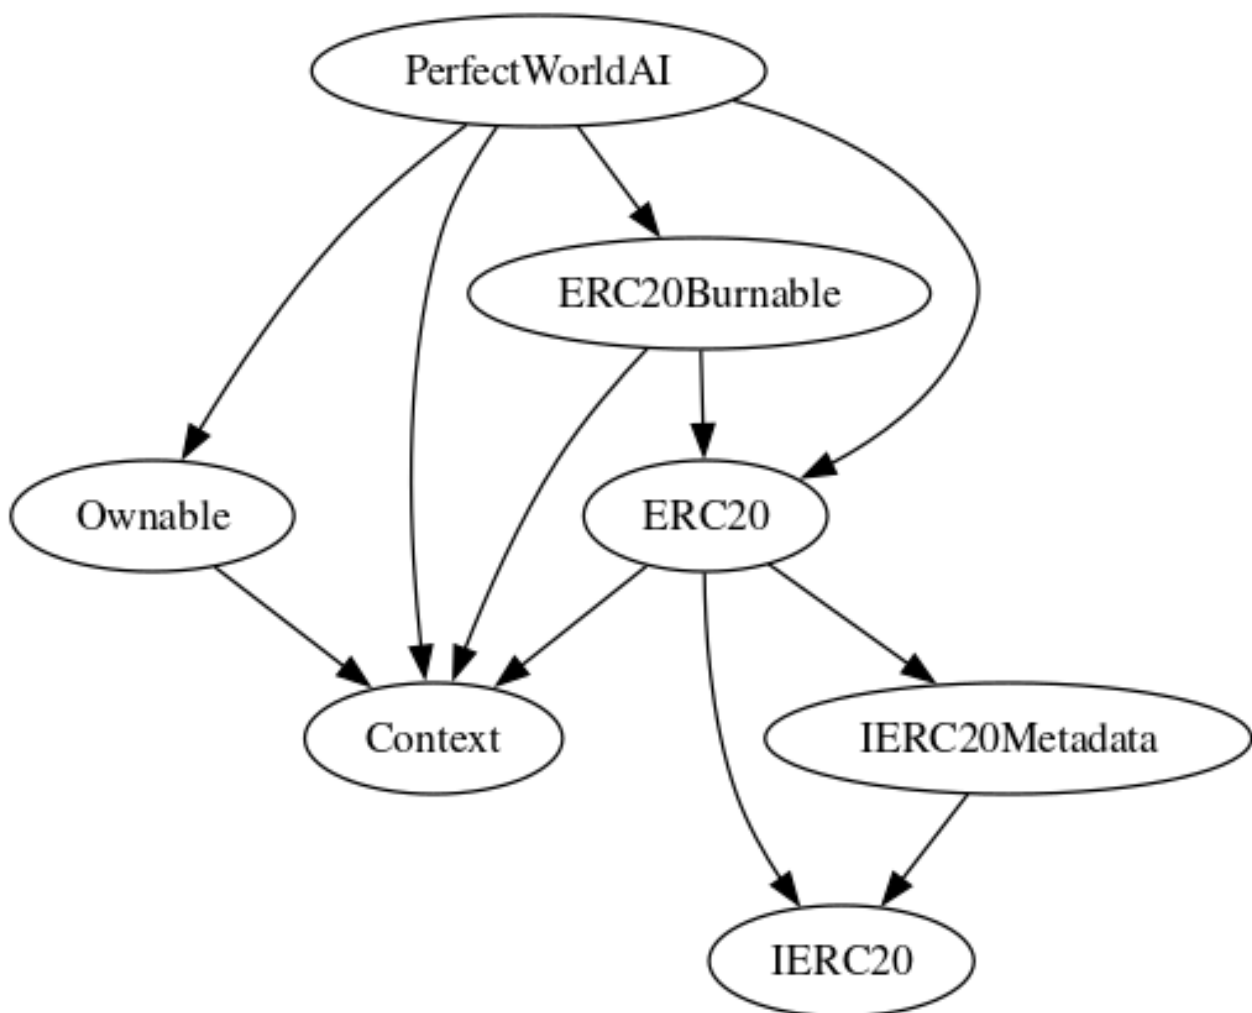 PerfectWorldAI
ERC20Burnable
Ownable
ERC20
Context
IERC20Metadata
IERC20